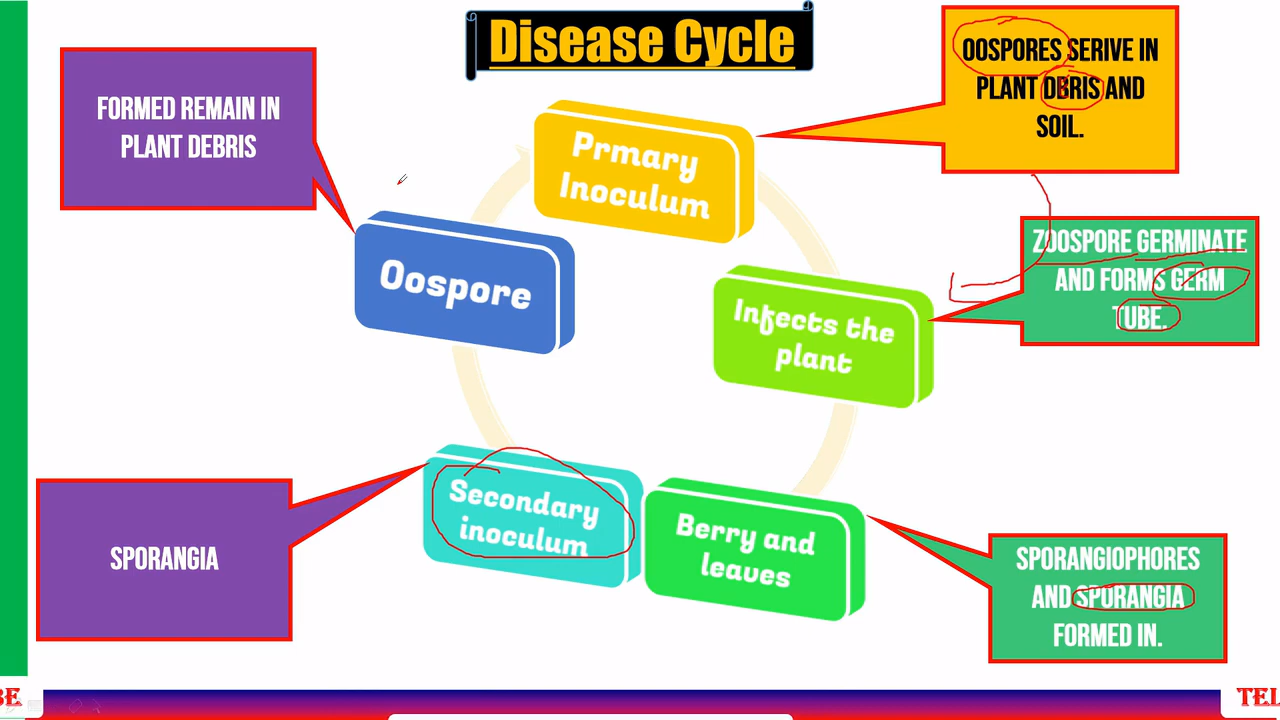 Disease Cycle
OOSPORES SERIVE IN
PLANT DBRIS AND
SOIL.
FORMED REMAIN IN
PLANT DEBRIS
Prmary
Inoculum
ZOOSPORE GERMINATE
AND FORMS GERM
TUBE.
Oospore
Infects the
plant
Secondary
inoculum
Berry and
leaves
SPORANGIA
SPORANGIOPHORES
AND SPORANGIA
FORMED IN.
BE
TEL